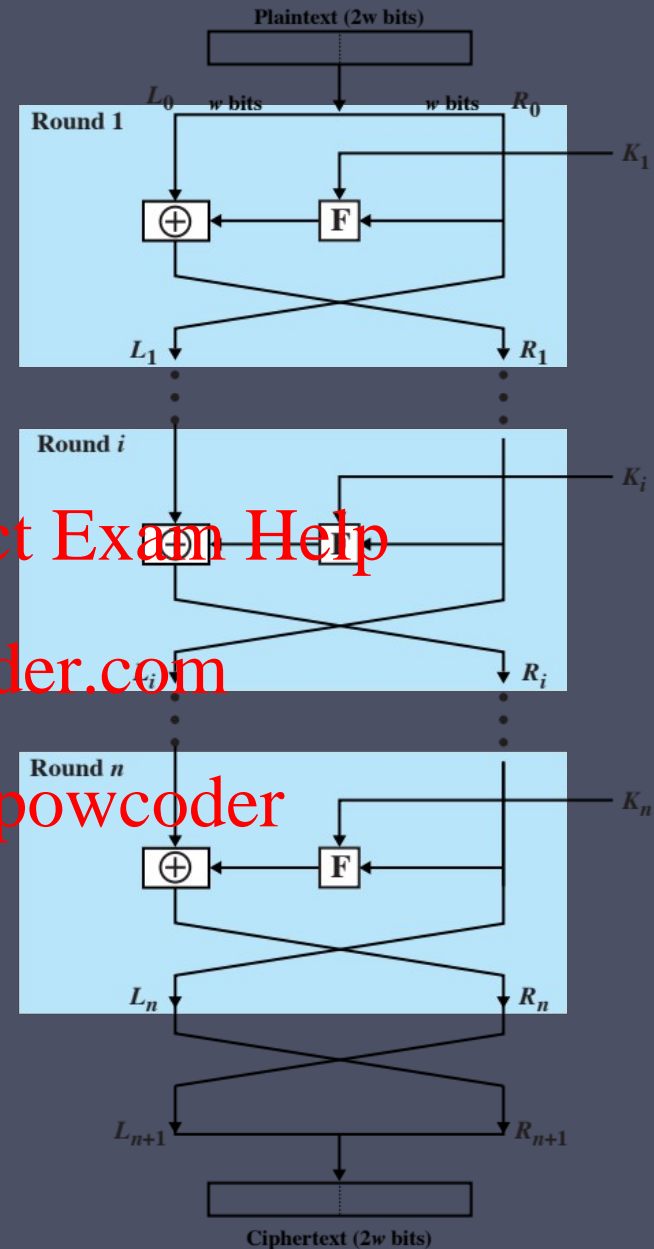 Plaintext (2w bits)
L0 w bits w bits R0
Round 1
K1
F
L1 R1
Round i
Ki
ct Exam Help
F
der.com
Li Ri
Round n
powcoder
Kn
F
Ln Rn
Ln+1 Rn+1
Ciphertext (2w bits)